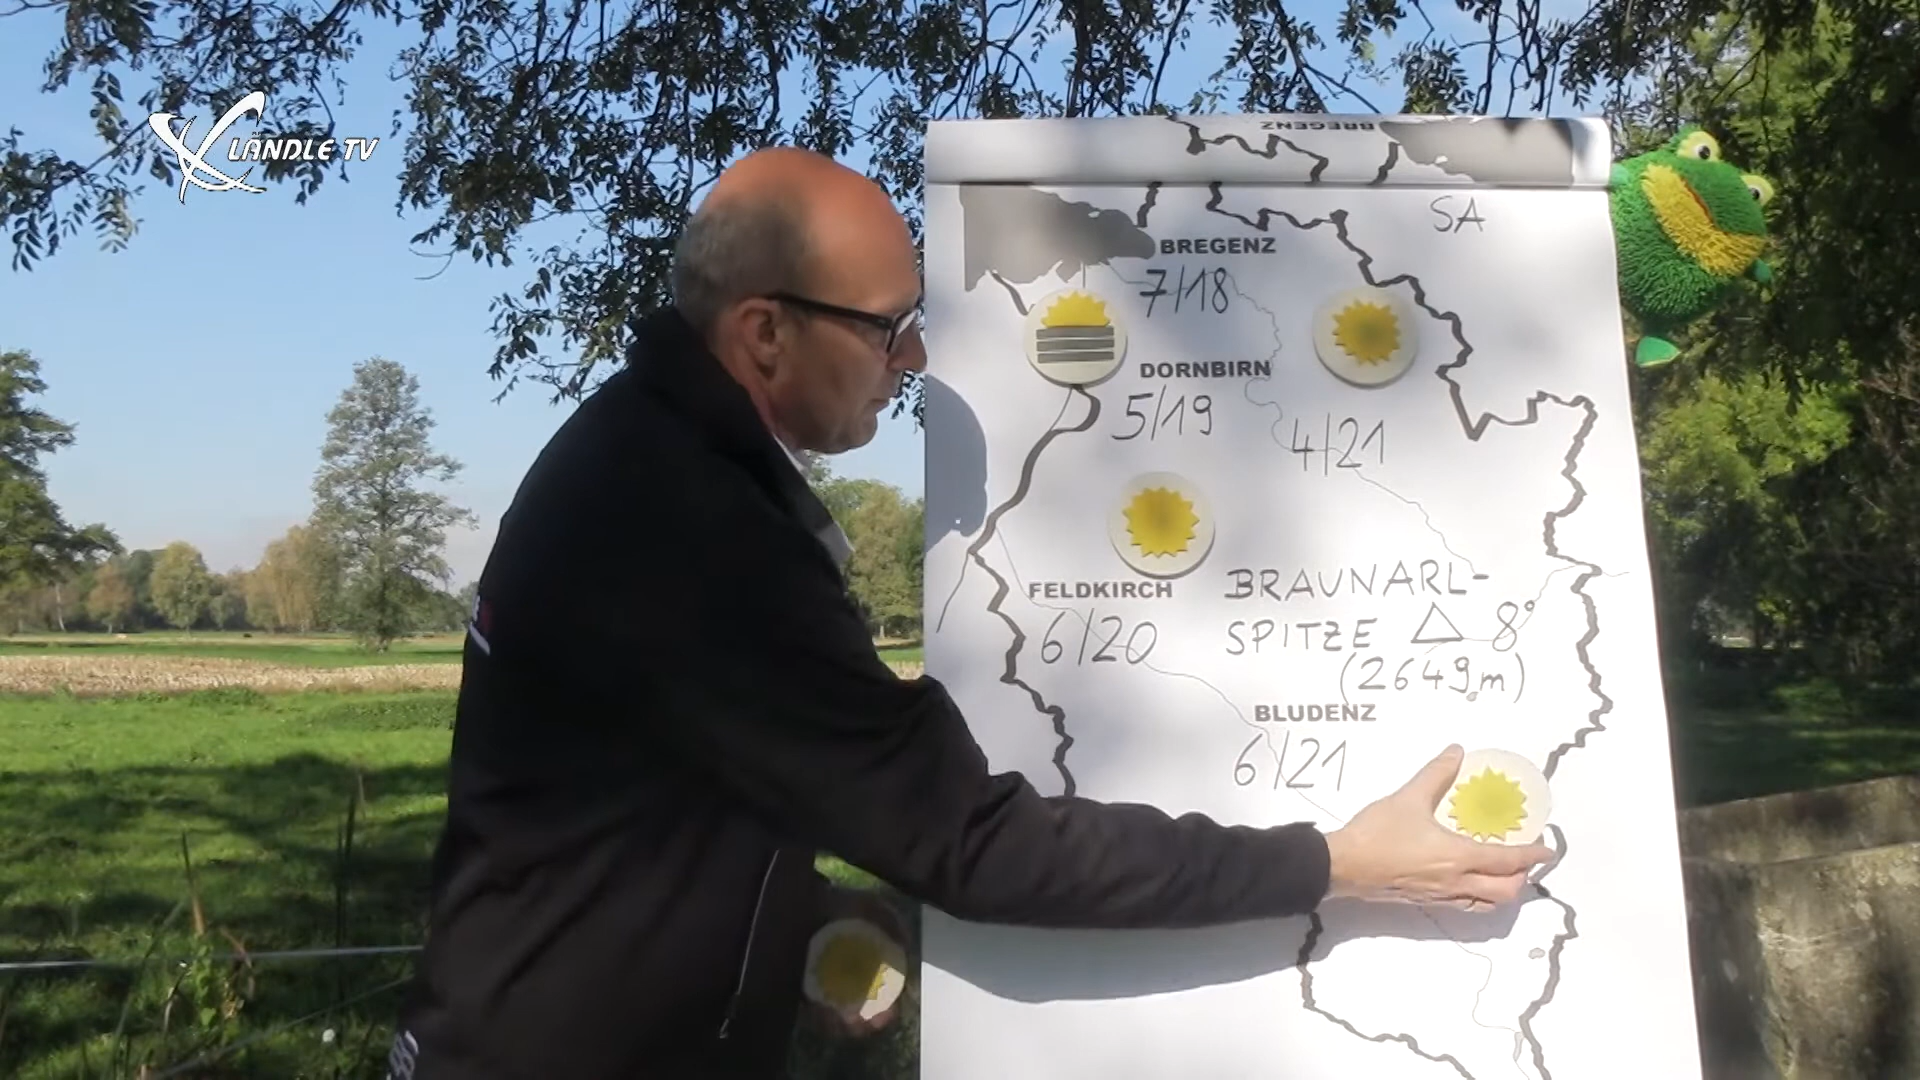 LÄNDLE TV
BREGENZ
SA
BREGENZ
7/18
DORNBIRN
5/19
4/21
FELDKIRCH
6/20
BRAUNARL-
SPITZE △ 8°
(2649m)
BLUDENZ
6/21